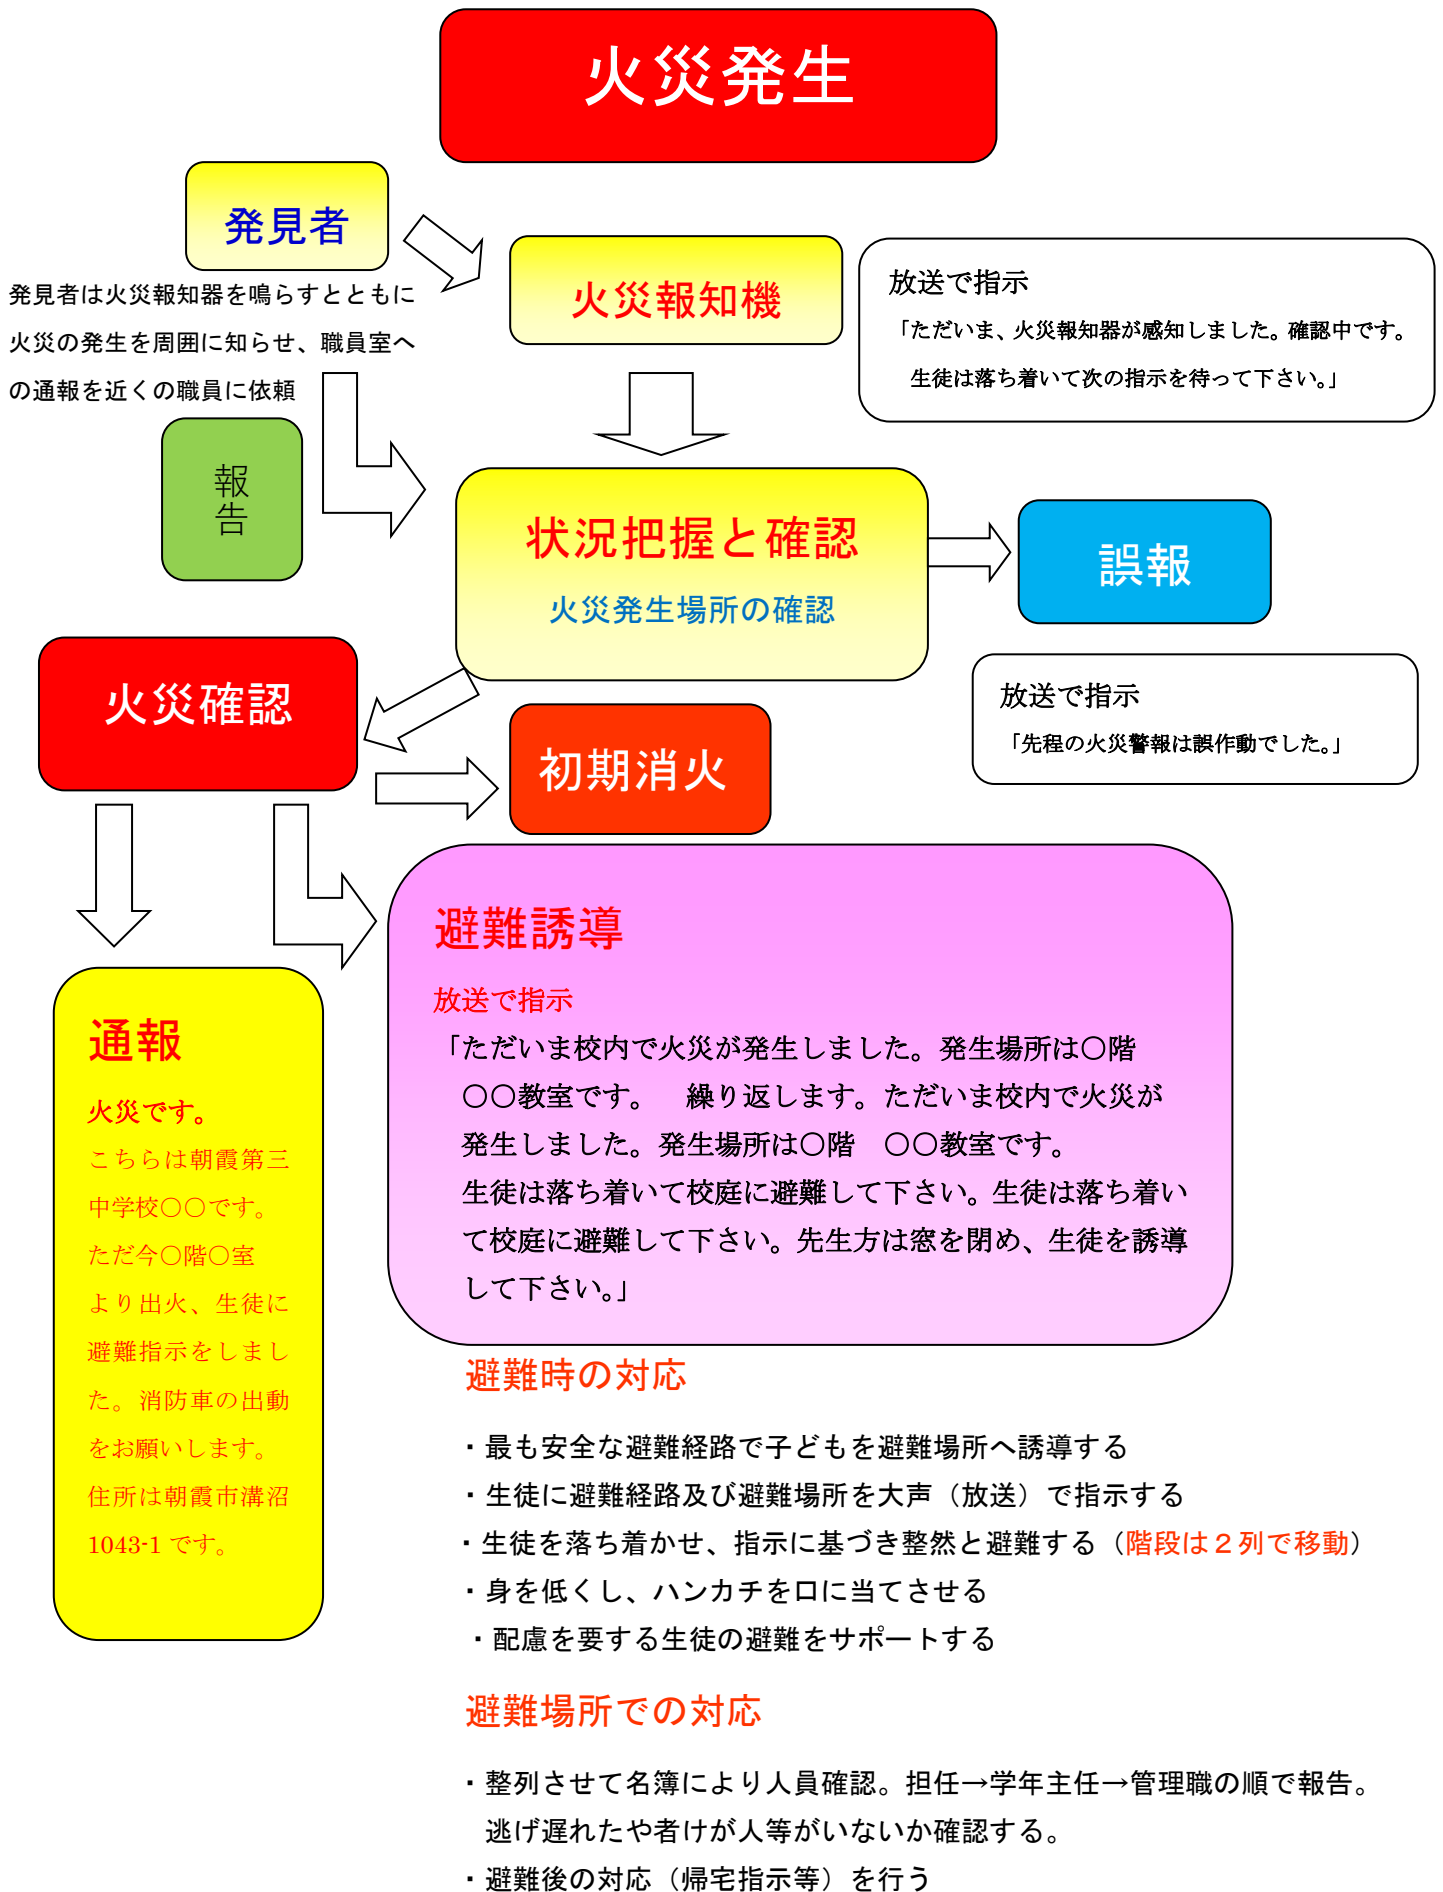 火災発生
発見者
発見者は火災報知器を鳴らすとともに
火災の発生を周囲に知らせ、職員室へ
の通報を近くの職員に依頼
火災報知機
放送で指示
「ただいま、火災報知器が感知しました。確認中です。
生徒は落ち着いて次の指示を待って下さい。」
報
告
状況把握と確認
火災発生場所の確認
誤報
放送で指示
「先程の火災警報は誤作動でした。」
火災確認
初期消火
避難誘導
放送で指示
「ただいま校内で火災が発生しました。発生場所は〇階
〇〇教室です。　繰り返します。ただいま校内で火災が
発生しました。発生場所は〇階　〇〇教室です。
生徒は落ち着いて校庭に避難して下さい。生徒は落ち着い
て校庭に避難して下さい。先生方は窓を閉め、生徒を誘導
して下さい。」
通報
火災です。
こちらは朝霞第三
中学校〇〇です。
ただ今〇階〇室
より出火、生徒に
避難指示をしまし
た。消防車の出動
をお願いします。
住所は朝霞市溝沼
1043-1 です。
避難時の対応
・最も安全な避難経路で子どもを避難場所へ誘導する
・生徒に避難経路及び避難場所を大声（放送）で指示する
・生徒を落ち着かせ、指示に基づき整然と避難する（階段は２列で移動）
・身を低くし、ハンカチを口に当てさせる
・配慮を要する生徒の避難をサポートする
避難場所での対応
・整列させて名簿により人員確認。担任→学年主任→管理職の順で報告。
逃げ遅れたや者けが人等がいないか確認する。
・避難後の対応（帰宅指示等）を行う